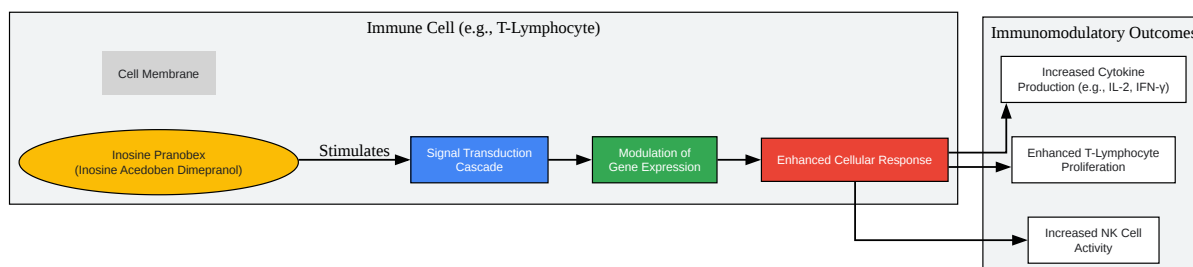 Immune Cell (e.g., T-Lymphocyte)
Cell Membrane
Inosine Pranobex
(Inosine Acedoben Dimepranol)
Stimulates
Signal Transduction
Cascade
Modulation of
Gene Expression
Enhanced Cellular Response
Immunomodulatory Outcomes
Increased Cytokine
Production (e.g., IL-2, IFN-γ)
Enhanced T-Lymphocyte
Proliferation
Increased NK Cell
Activity